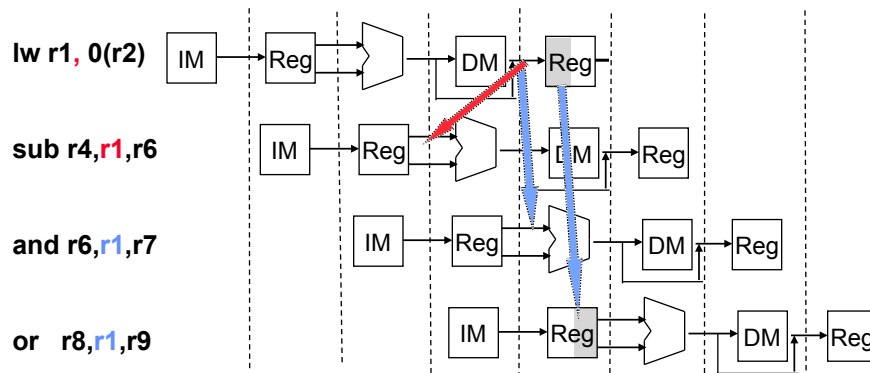 lw r1, 0(r2) IM Reg DM Reg
sub r4,r1,r6 IM Reg DM Reg
and r6,r1,r7 IM Reg DM Reg
or r8,r1,r9 IM Reg DM Reg